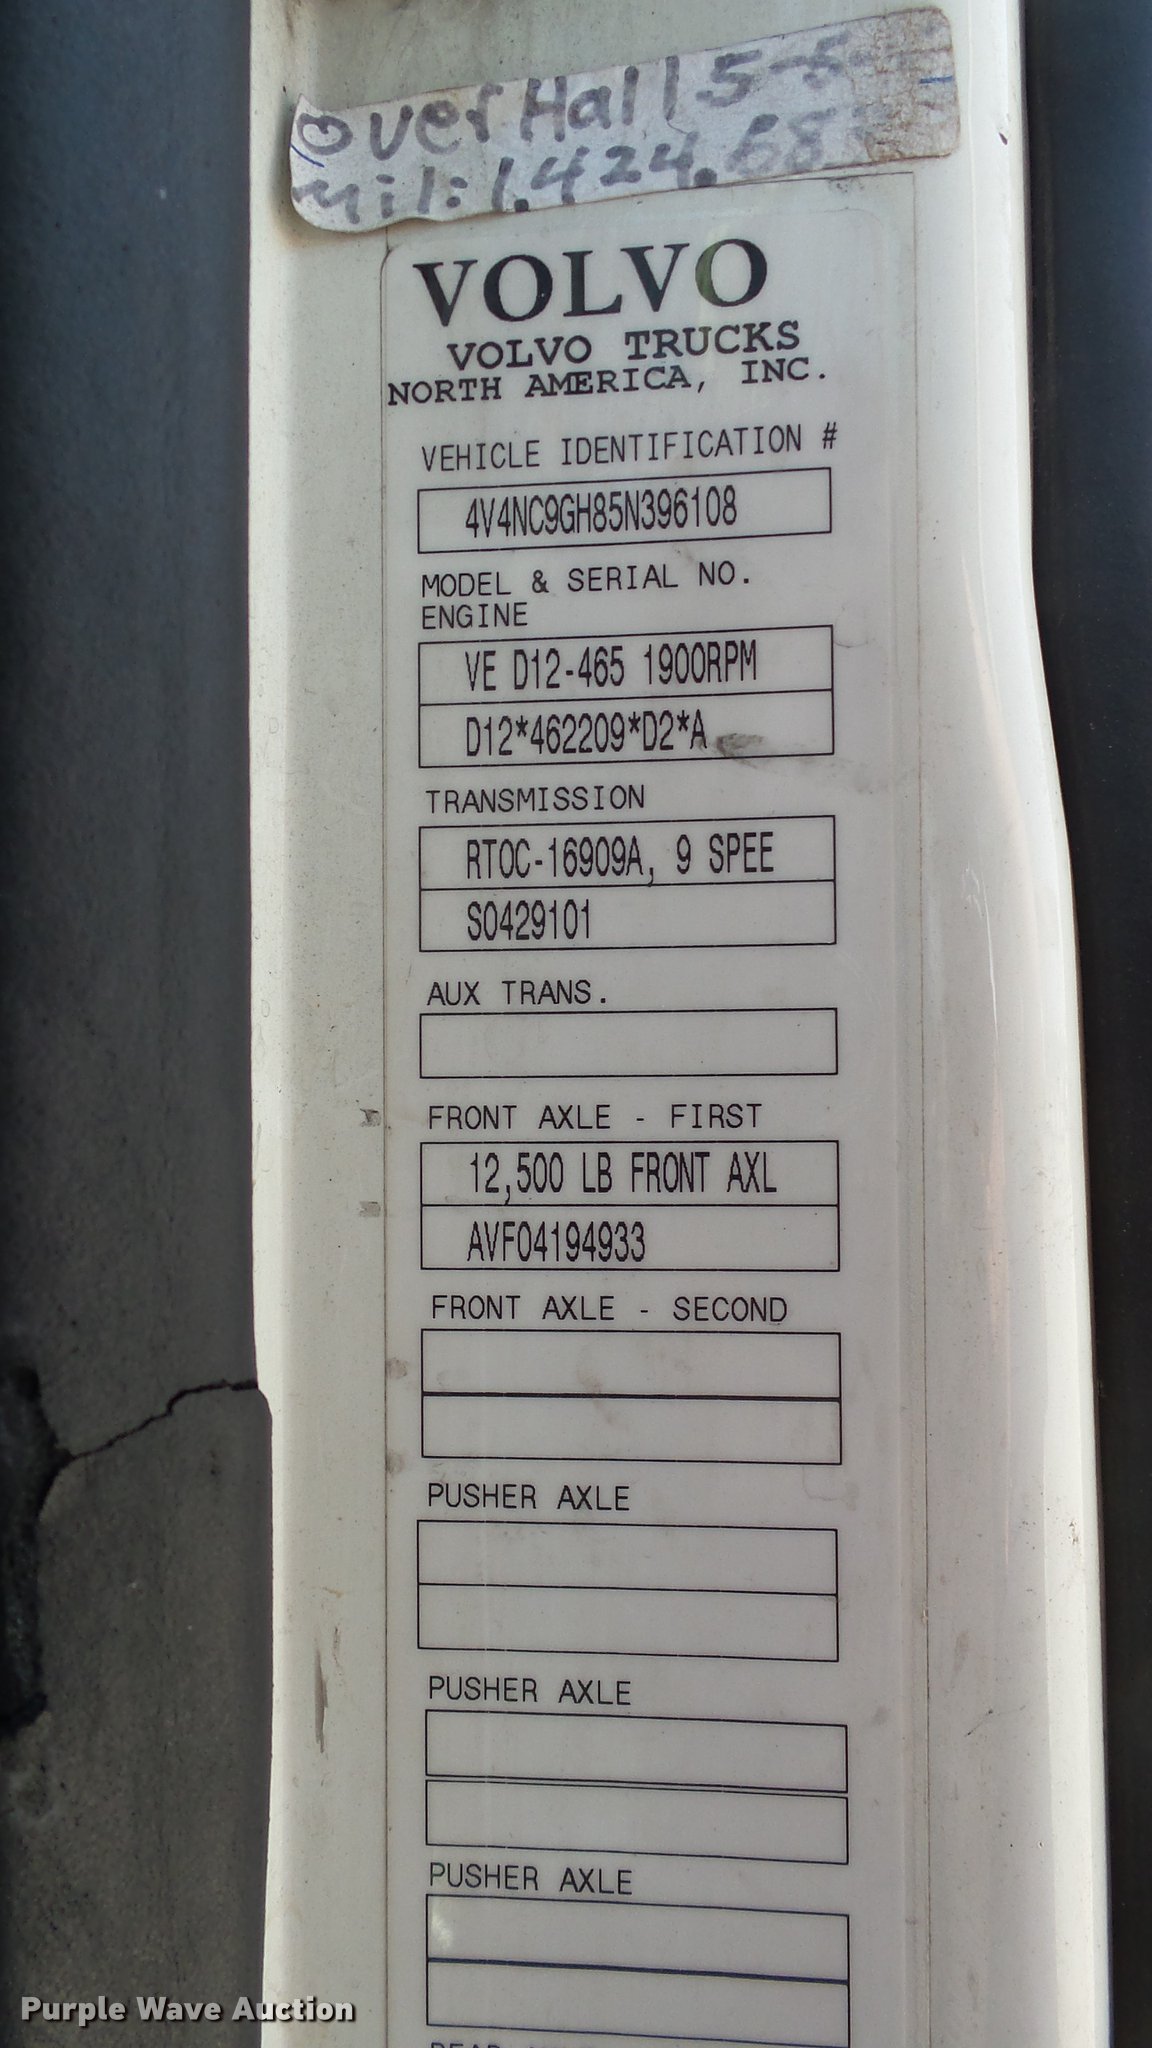 OverHall 5-5-
Mil: 1.424.
VOLVO
VOLVO TRUCKS
NORTH AMERICA, INC.
VEHICLE IDENTIFICATION #
4V4NC9GH85N396108
MODEL & SERIAL NO.
ENGINE
VE D12-465 1900RPM
D12*462209*D2*A
TRANSMISSION
RTOC-16909A, 9 SPEE
S0429101
AUX TRANS.
FRONT AXLE - FIRST
12,500 LB FRONT AXL
AVF04194933
FRONT AXLE - SECOND
PUSHER AXLE
PUSHER AXLE
PUSHER AXLE
Purple Wave Auction